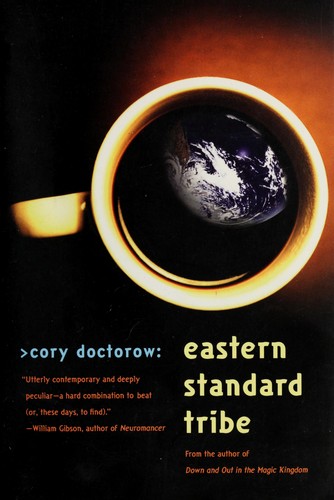 >cory doctorow:
eastern
standard
tribe
"Utterly contemporary and deeply
peculiar—a hard combination to beat
(or, these days, to find)."
—William Gibson, author of Neuromancer
From the author of
Down and Out in the Magic Kingdom